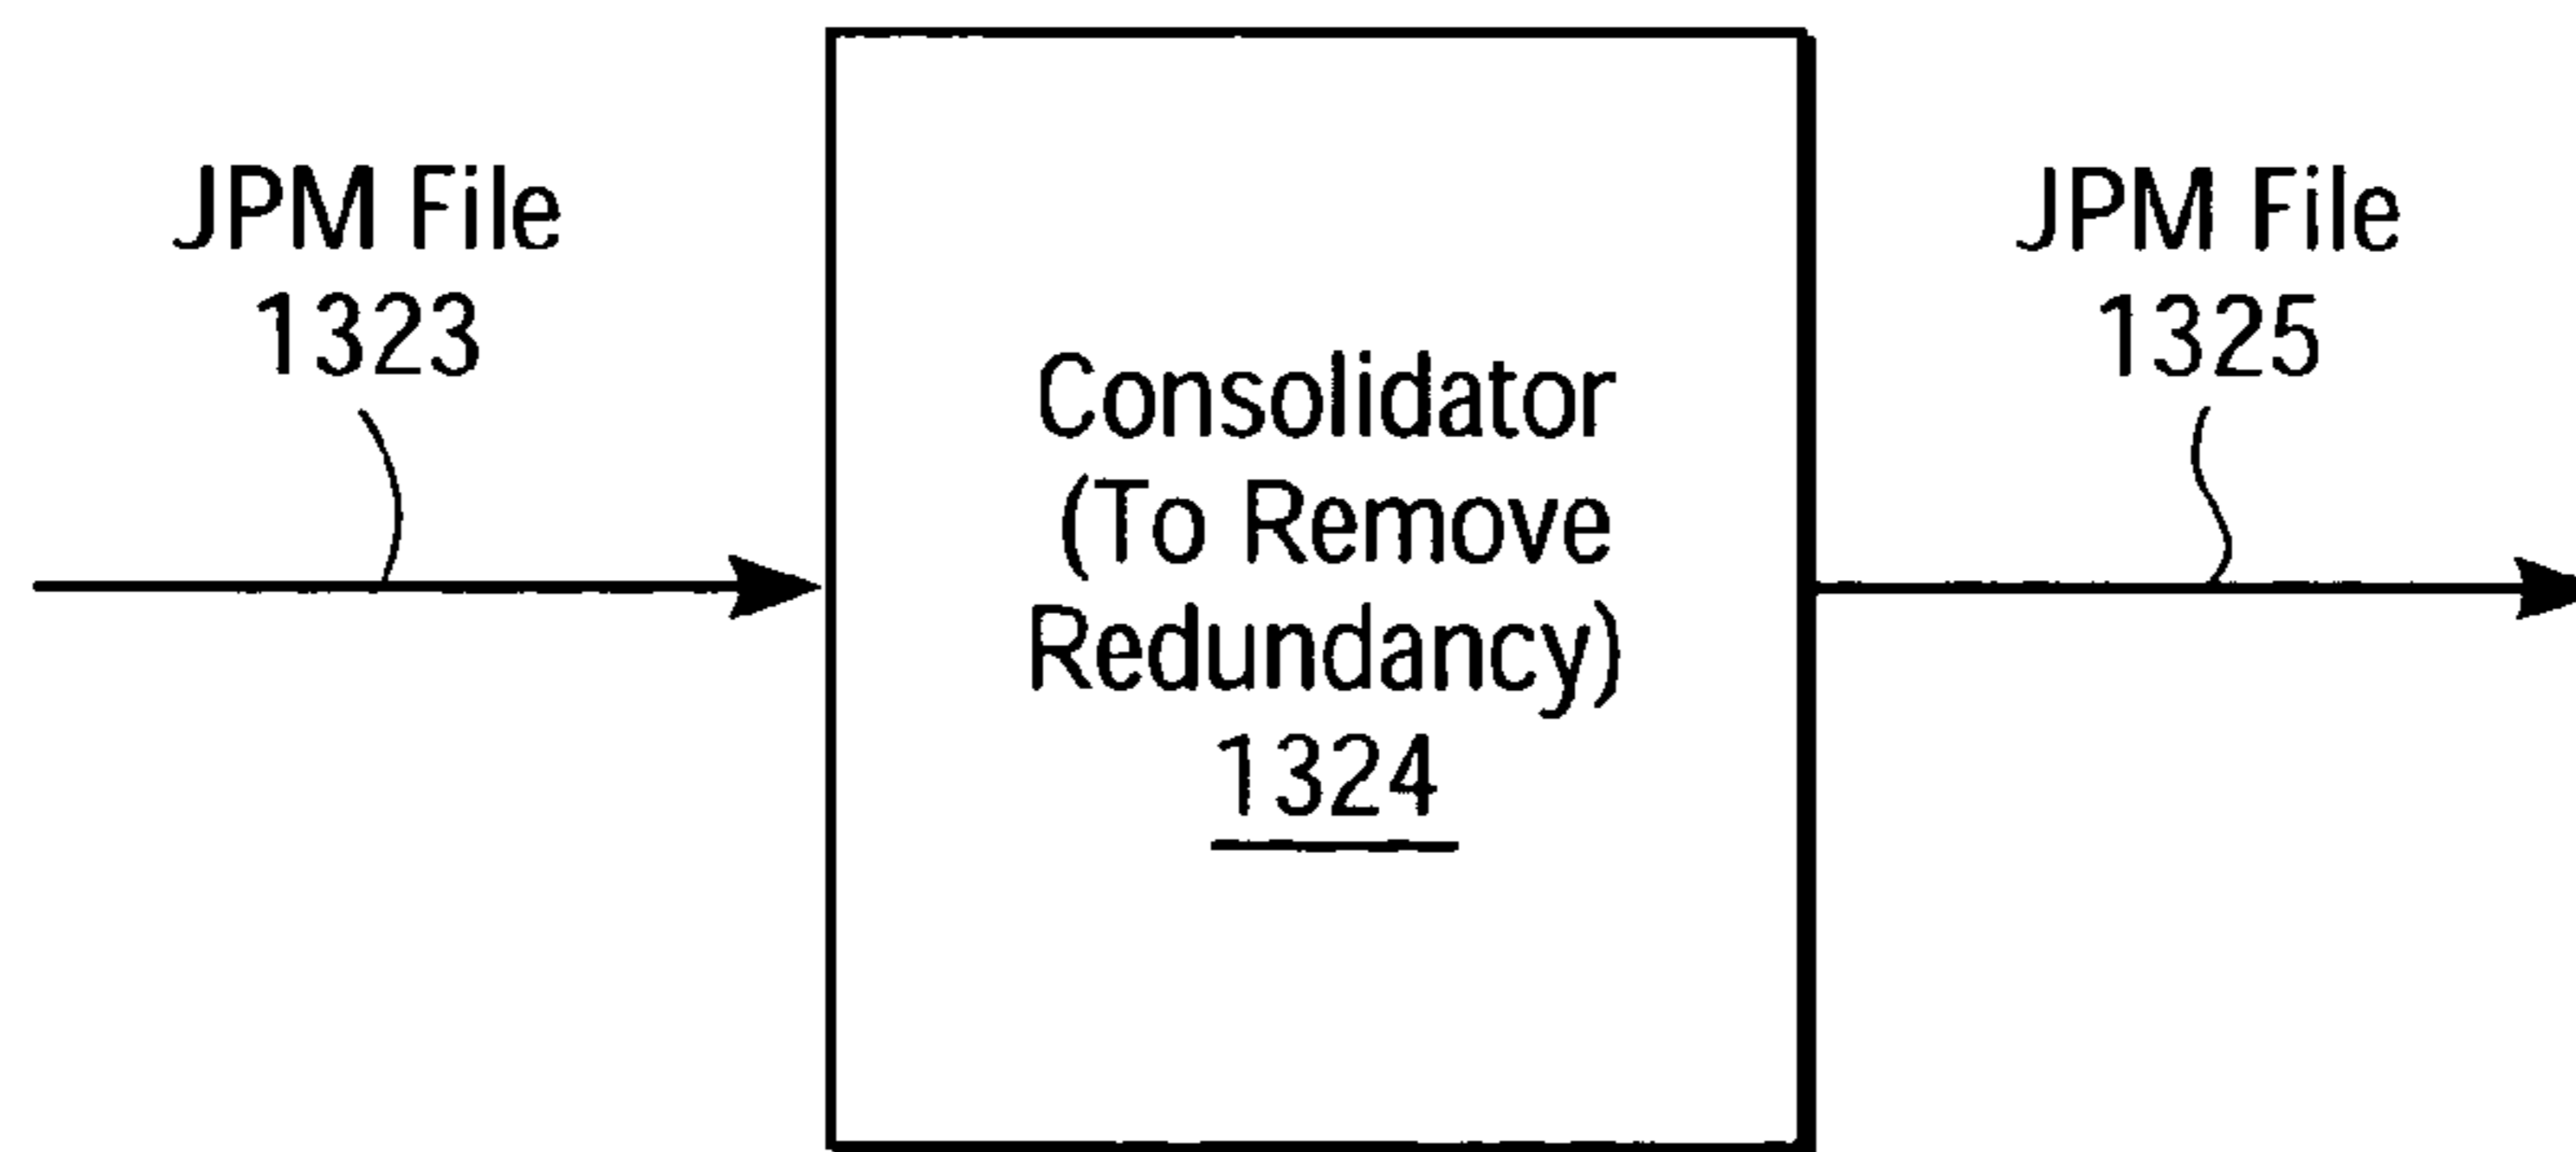 JPM File
1323
Consolidator
(To Remove
Redundancy)
1324
JPM File
1325